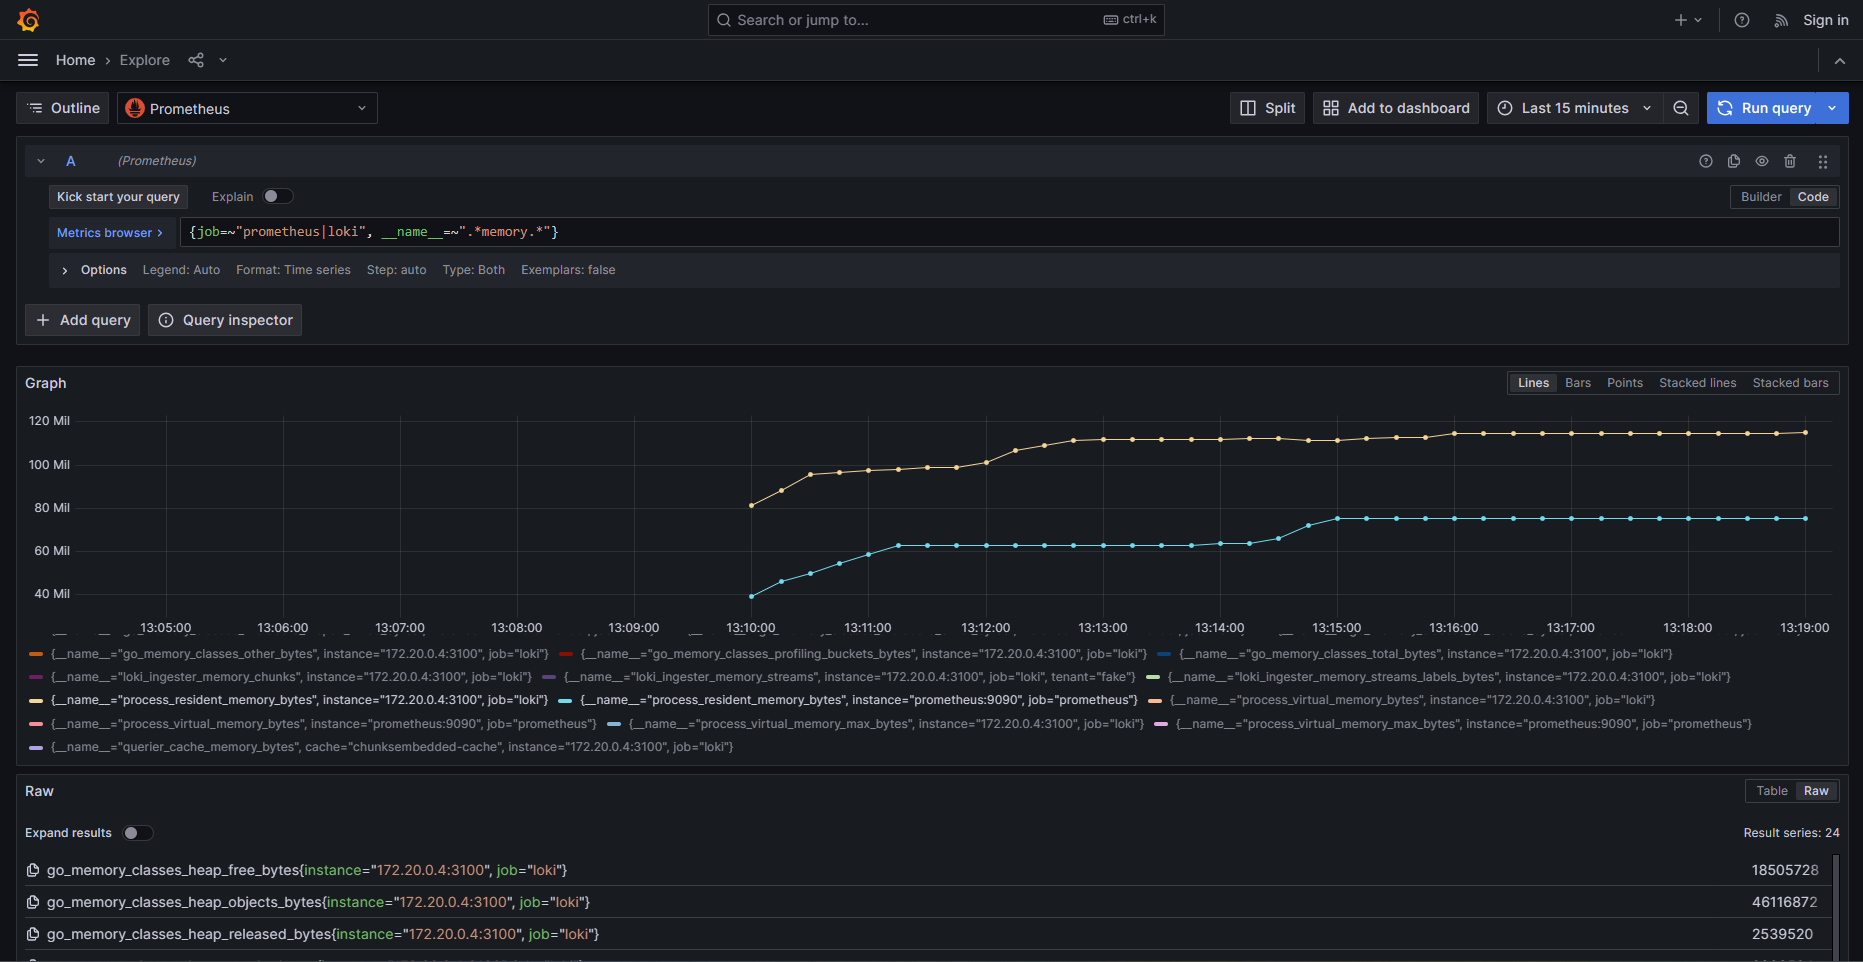 Search or jump to... ctrl+k Sign in
Home › Explore
Outline Prometheus Split Add to dashboard Last 15 minutes Run query
A (Prometheus)
Kick start your query Explain Builder Code
Metrics browser > {job=~"prometheus|loki", __name__=~".*memory.*"}
Options Legend: Auto Format: Time series Step: auto Type: Both Exemplars: false
+ Add query Query inspector
Graph Lines Bars Points Stacked lines Stacked bars
120 Mil
100 Mil
80 Mil
60 Mil
40 Mil
13:05:00 13:06:00 13:07:00 13:08:00 13:09:00 13:10:00 13:11:00 13:12:00 13:13:00 13:14:00 13:15:00 13:16:00 13:17:00 13:18:00 13:19:00
{__name__="go_memory_classes_other_bytes", instance="172.20.0.4:3100", job="loki"} {__name__="go_memory_classes_profiling_buckets_bytes", instance="172.20.0.4:3100", job="loki"} {__name__="go_memory_classes_total_bytes", instance="172.20.0.4:3100", job="loki"}
{__name__="loki_ingester_memory_chunks", instance="172.20.0.4:3100", job="loki"} {__name__="loki_ingester_memory_streams", instance="172.20.0.4:3100", job="loki", tenant="fake"} {__name__="loki_ingester_memory_streams_labels_bytes", instance="172.20.0.4:3100", job="loki"}
{__name__="process_resident_memory_bytes", instance="172.20.0.4:3100", job="loki"} {__name__="process_resident_memory_bytes", instance="prometheus:9090", job="prometheus"} {__name__="process_virtual_memory_bytes", instance="172.20.0.4:3100", job="loki"}
{__name__="process_virtual_memory_bytes", instance="prometheus:9090", job="prometheus"} {__name__="process_virtual_memory_max_bytes", instance="172.20.0.4:3100", job="loki"} {__name__="process_virtual_memory_max_bytes", instance="prometheus:9090", job="prometheus"}
{__name__="querier_cache_memory_bytes", cache="chunksembedded-cache", instance="172.20.0.4:3100", job="loki"}
Raw Table Raw
Expand results Result series: 24
go_memory_classes_heap_free_bytes{instance="172.20.0.4:3100", job="loki"} 18505728
go_memory_classes_heap_objects_bytes{instance="172.20.0.4:3100", job="loki"} 46116872
go_memory_classes_heap_released_bytes{instance="172.20.0.4:3100", job="loki"} 2539520